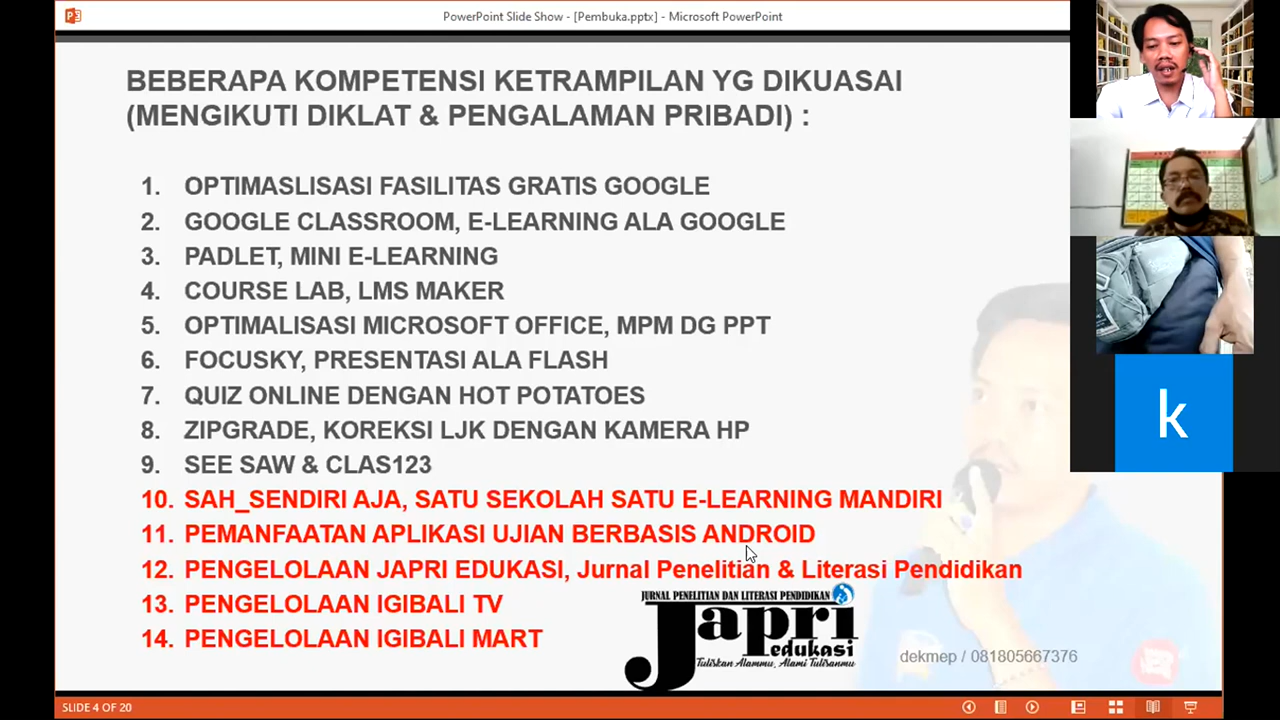 PowerPoint Slide Show - [Pembuka.pptx] - Microsoft PowerPoint
BEBERAPA KOMPETENSI KETRAMPILAN YG DIKUASAI
(MENGIKUTI DIKLAT & PENGALAMAN PRIBADI) :
1. OPTIMASLISASI FASILITAS GRATIS GOOGLE
2. GOOGLE CLASSROOM, E-LEARNING ALA GOOGLE
3. PADLET, MINI E-LEARNING
4. COURSE LAB, LMS MAKER
5. OPTIMALISASI MICROSOFT OFFICE, MPM DG PPT
6. FOCUSKY, PRESENTASI ALA FLASH
7. QUIZ ONLINE DENGAN HOT POTATOES
8. ZIPGRADE, KOREKSI LJK DENGAN KAMERA HP
9. SEE SAW & CLAS123
10. SAH_SENDIRI AJA, SATU SEKOLAH SATU E-LEARNING MANDIRI
11. PEMANFAATAN APLIKASI UJIAN BERBASIS ANDROID
12. PENGELOLAAN JAPRI EDUKASI, Jurnal Penelitian & Literasi Pendidikan
13. PENGELOLAAN IGIBALI TV
14. PENGELOLAAN IGIBALI MART
JURNAL PENELITIAN DAN LITERASI PENDIDIKAN
Japri
edukasi
Tuliskan Alammu, Alami Tulisanmu
dekmep / 081805667376
k
SLIDE 4 OF 20